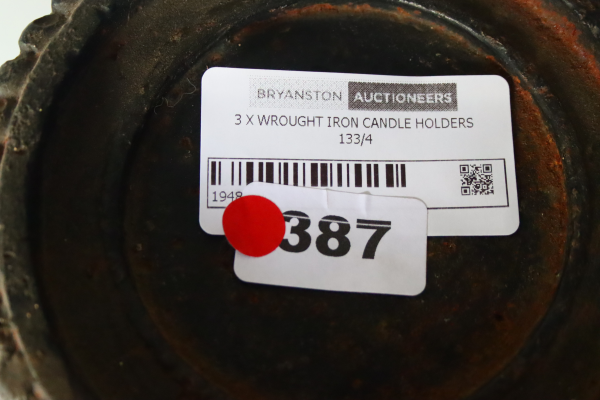 BRYANSTON AUCTIONEERS
3 X WROUGHT IRON CANDLE HOLDERS
133/4
1948
387